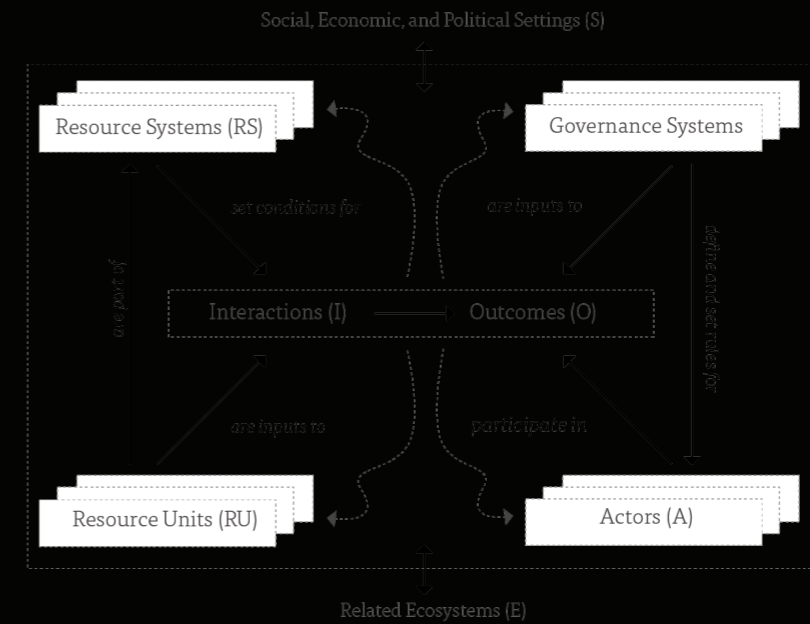 Social, Economic, and Political Settings (S)
Resource Systems (RS)
Governance Systems
set conditions for
are inputs to
are part of
define and set rules for
Interactions (I)
Outcomes (O)
are inputs to
participate in
Resource Units (RU)
Actors (A)
Related Ecosystems (E)